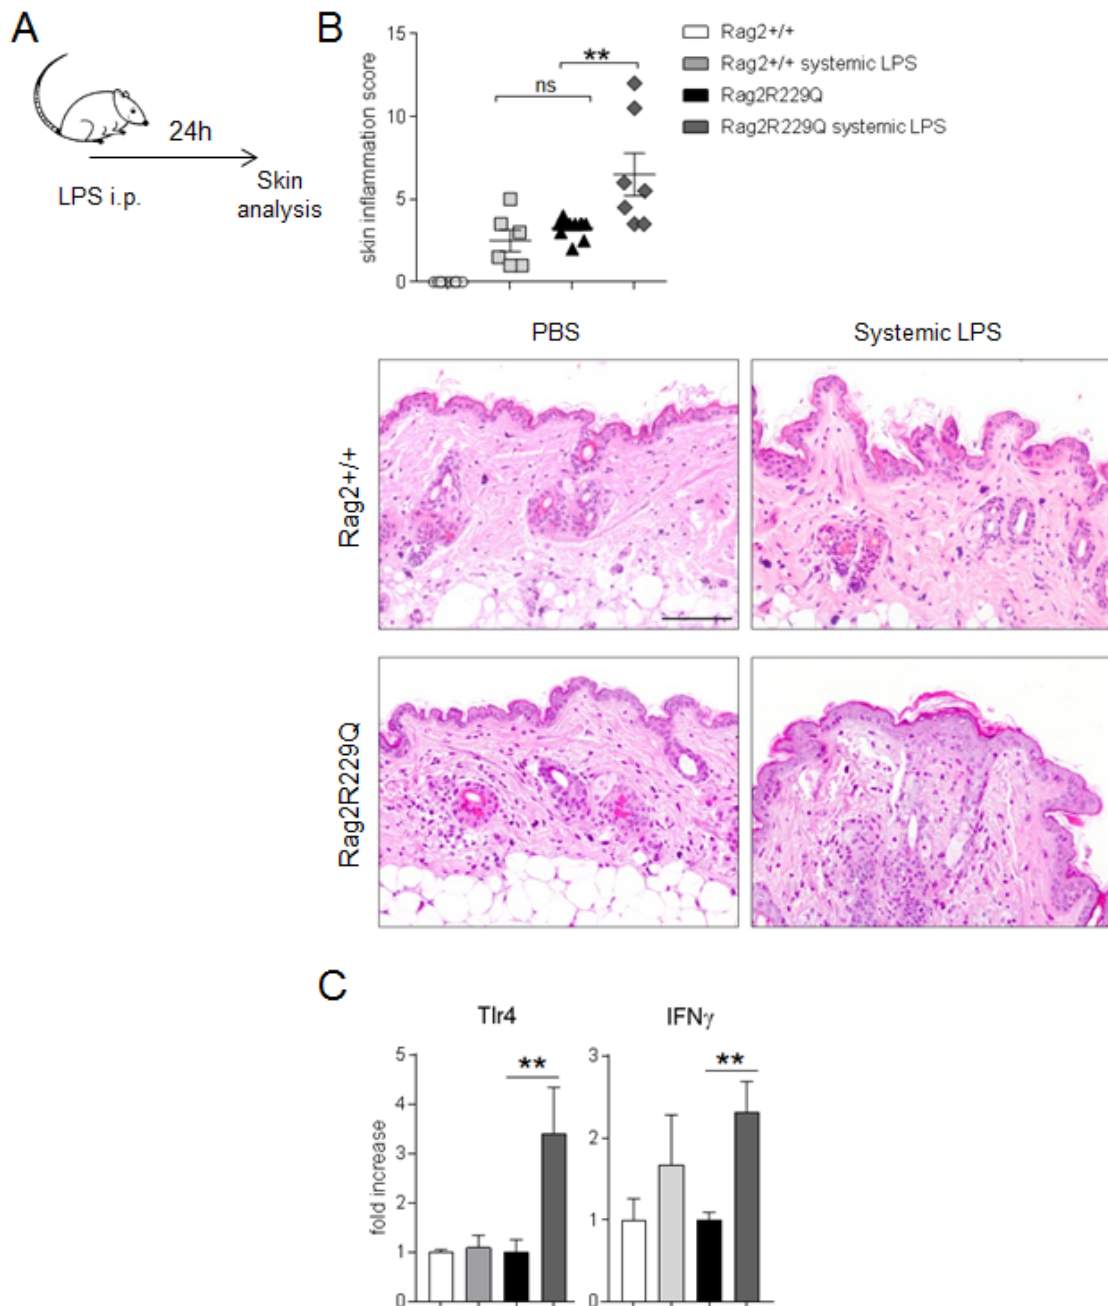 A
24h
LPS i.p.
Skin
analysis
B
skin inflammation score
15
10
5
0
ns
**
Rag2+/+
Rag2+/+ systemic LPS
Rag2R229Q
Rag2R229Q systemic LPS
PBS
Systemic LPS
Rag2+/+
Rag2R229Q
C
Tlr4
fold increase
5
4
3
2
1
0
**
IFNγ
3
2
1
0
**